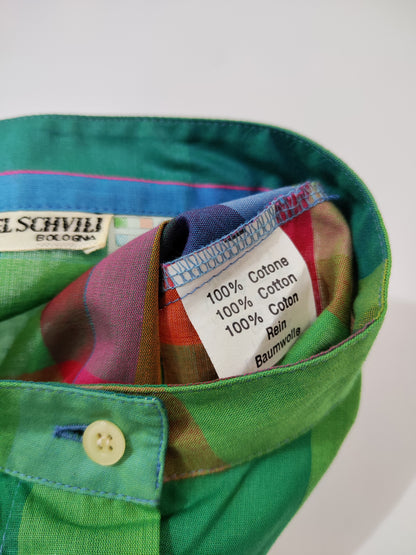 EL SCHVILI
BOLOGNA
100% Cotone
100% Cotton
100% Coton
Rein
Baumwolle